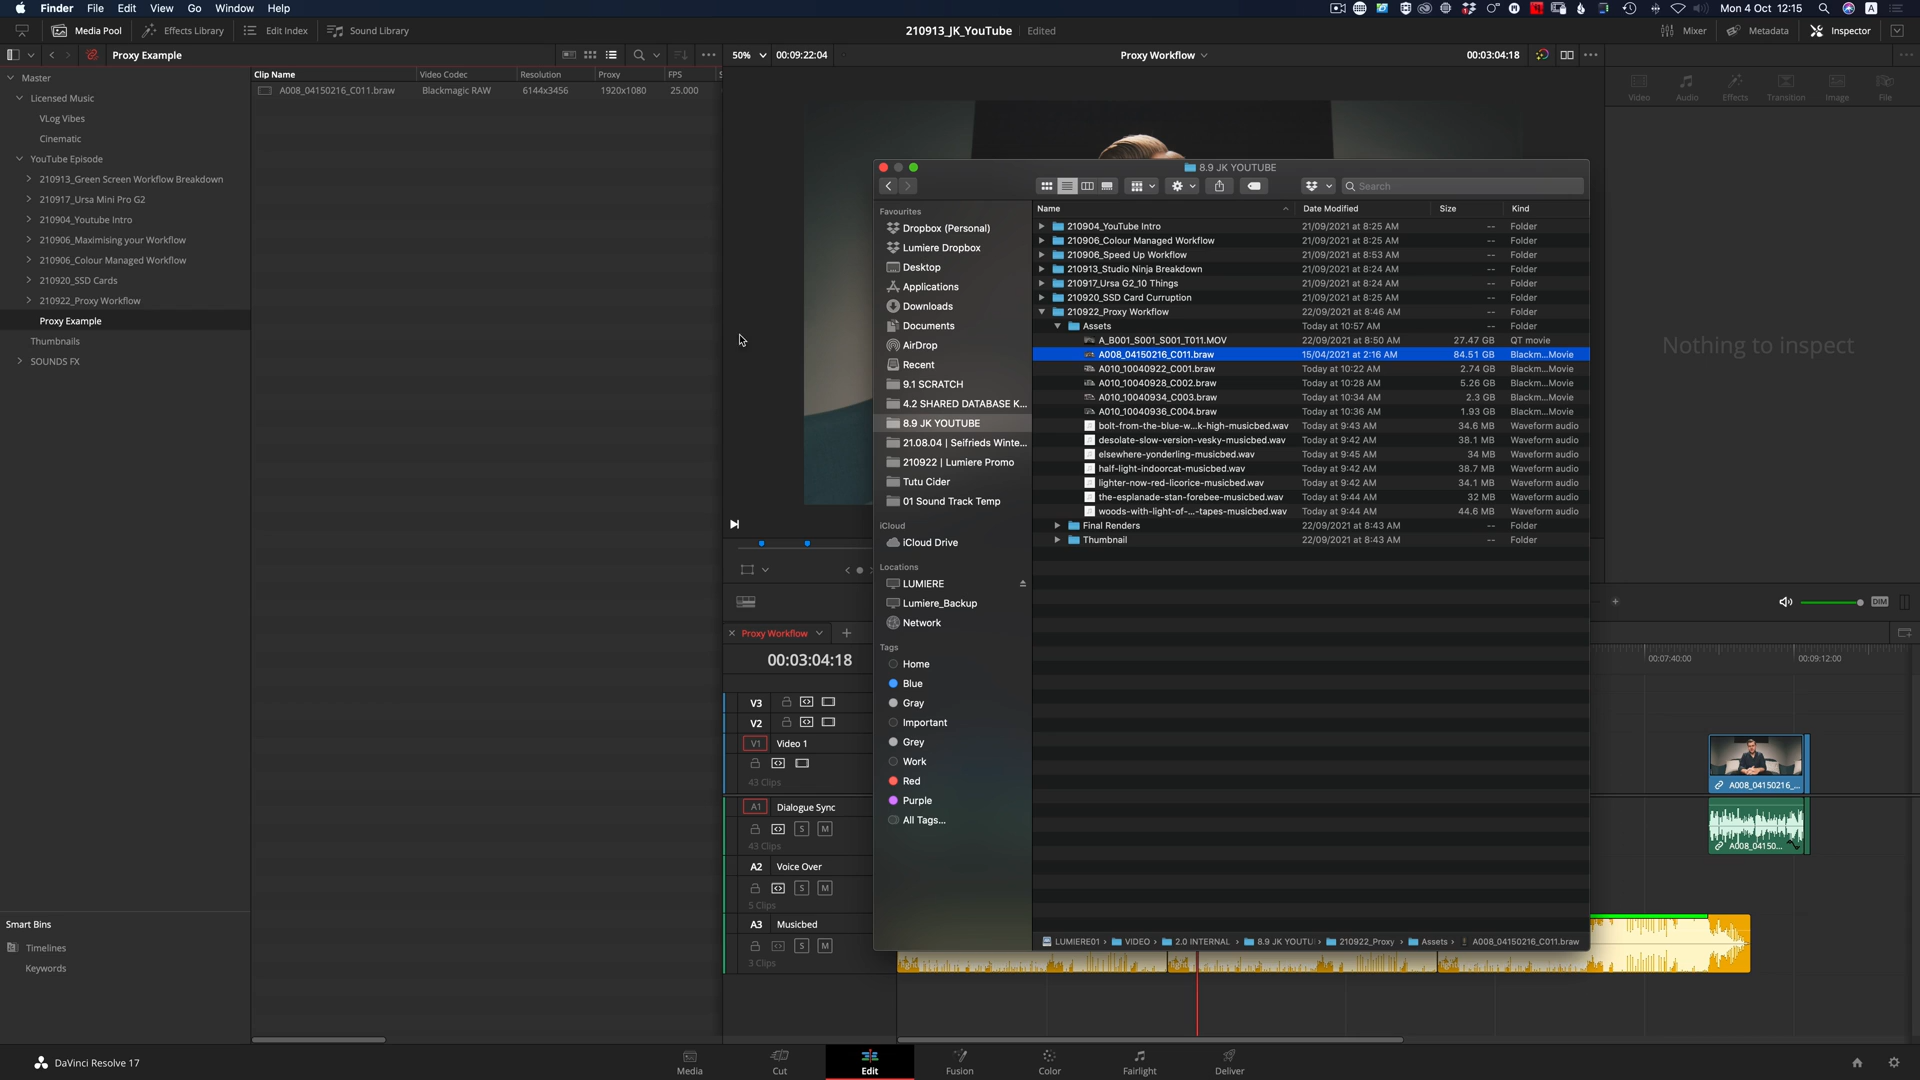 Finder File Edit View Go Window Help
Mon 4 Oct 12:15
Media Pool Effects Library Edit Index Sound Library
210913_JK_YouTube Edited
Mixer Metadata Inspector
Proxy Example
50% 00:09:22:04
Proxy Workflow
00:03:04:18
Master
Licensed Music
VLog Vibes
Cinematic
YouTube Episode
210913_Green Screen Workflow Breakdown
210917_Ursa Mini Pro G2
210904_Youtube Intro
210906_Maximising your Workflow
210906_Colour Managed Workflow
210920_SSD Cards
210922_Proxy Workflow
Proxy Example
Thumbnails
SOUNDS FX
Smart Bins
Timelines
Keywords
Clip Name Video Codec Resolution Proxy FPS S
A008_04150216_C011.braw Blackmagic RAW 6144x3456 1920x1080 25.000
Video Audio Effects Transition Image File
Nothing to inspect
8.9 JK YOUTUBE
Search
Favourites
Dropbox (Personal)
Lumiere Dropbox
Desktop
Applications
Downloads
Documents
AirDrop
Recent
9.1 SCRATCH
4.2 SHARED DATABASE K...
8.9 JK YOUTUBE
21.08.04 | Seifrieds Winte...
210922 | Lumiere Promo
Tutu Cider
01 Sound Track Temp
iCloud
iCloud Drive
Locations
LUMIERE
Lumiere_Backup
Network
Tags
Home
Blue
Gray
Important
Grey
Work
Red
Purple
All Tags...
Name Date Modified Size Kind
210904_YouTube Intro 21/09/2021 at 8:25 AM -- Folder
210906_Colour Managed Workflow 21/09/2021 at 8:25 AM -- Folder
210906_Speed Up Workflow 21/09/2021 at 8:53 AM -- Folder
210913_Studio Ninja Breakdown 21/09/2021 at 8:24 AM -- Folder
210917_Ursa G2_10 Things 21/09/2021 at 8:24 AM -- Folder
210920_SSD Card Curruption 21/09/2021 at 8:25 AM -- Folder
210922_Proxy Workflow 22/09/2021 at 8:46 AM -- Folder
Assets Today at 10:57 AM -- Folder
A_B001_S001_S001_T011.MOV 22/09/2021 at 8:50 AM 27.47 GB QT movie
A008_04150216_C011.braw 15/04/2021 at 2:16 AM 84.51 GB Blackm...Movie
A010_10040922_C001.braw Today at 10:22 AM 2.74 GB Blackm...Movie
A010_10040928_C002.braw Today at 10:28 AM 5.26 GB Blackm...Movie
A010_10040934_C003.braw Today at 10:34 AM 2.3 GB Blackm...Movie
A010_10040936_C004.braw Today at 10:36 AM 1.93 GB Blackm...Movie
bolt-from-the-blue-w...k-high-musicbed.wav Today at 9:43 AM 34.6 MB Waveform audio
desolate-slow-version-vesky-musicbed.wav Today at 9:42 AM 38.1 MB Waveform audio
elsewhere-yonderling-musicbed.wav Today at 9:45 AM 34 MB Waveform audio
half-light-indoorcat-musicbed.wav Today at 9:42 AM 38.7 MB Waveform audio
lighter-now-red-licorice-musicbed.wav Today at 9:42 AM 34.1 MB Waveform audio
the-esplanade-stan-forebee-musicbed.wav Today at 9:44 AM 32 MB Waveform audio
woods-with-light-of-...-tapes-musicbed.wav Today at 9:44 AM 44.6 MB Waveform audio
Final Renders 22/09/2021 at 8:43 AM -- Folder
Thumbnail 22/09/2021 at 8:43 AM -- Folder
LUMIERE01 › VIDEO › 2.0 INTERNAL › 8.9 JK YOUTU › 210922_Proxy › Assets › A008_04150216_C011.braw
DIM
Proxy Workflow
00:03:04:18
00:07:40:00 00:09:12:00
V3
V2
V1 Video 1
43 Clips
A1 Dialogue Sync
S M
43 Clips
A2 Voice Over
S M
5 Clips
A3 Musicbed
S M
3 Clips
A008_04150216_...
A008_04150...
DaVinci Resolve 17
Media Cut Edit Fusion Color Fairlight Deliver